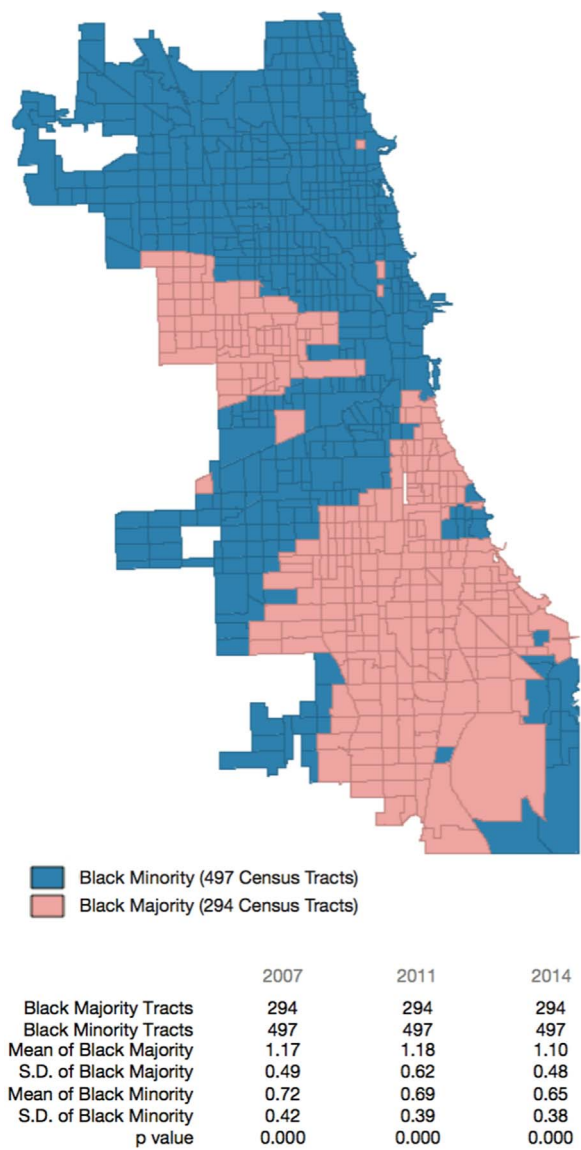 Black Minority (497 Census Tracts)
Black Majority (294 Census Tracts)
2007 2011 2014
Black Majority Tracts 294 294 294
Black Minority Tracts 497 497 497
Mean of Black Majority 1.17 1.18 1.10
S.D. of Black Majority 0.49 0.62 0.48
Mean of Black Minority 0.72 0.69 0.65
S.D. of Black Minority 0.42 0.39 0.38
p value 0.000 0.000 0.000